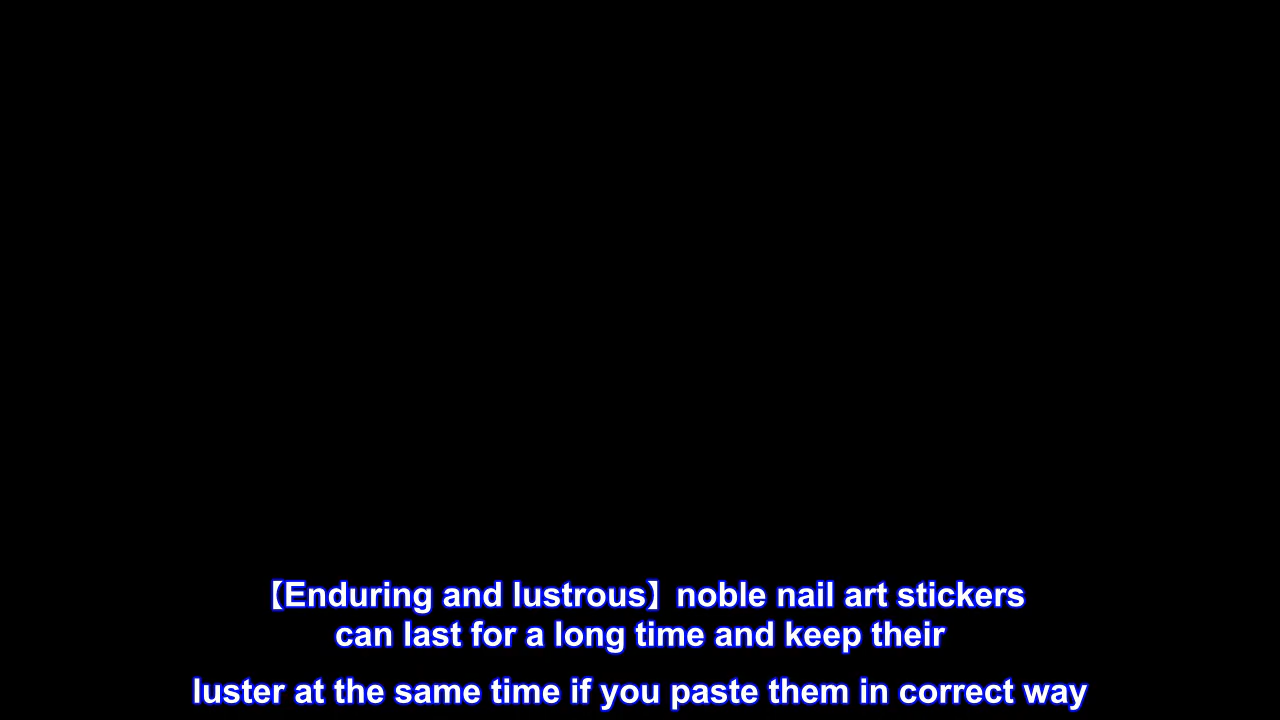 【Enduring and lustrous】noble nail art stickers
can last for a long time and keep their
luster at the same time if you paste them in correct way